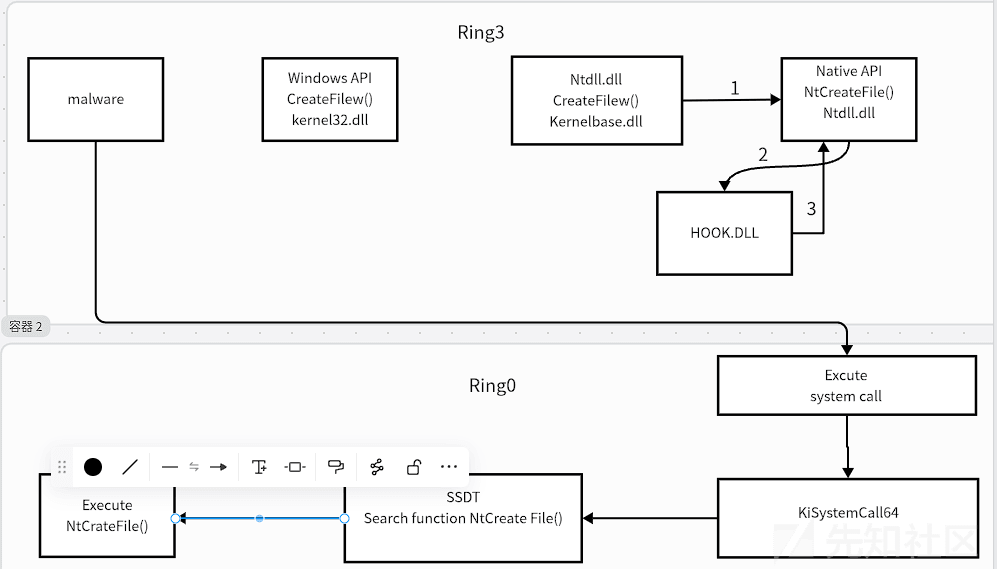 Ring3
malware
Windows API
CreateFilew()
kernel32.dll
Ntdll.dll
CreateFilew()
Kernelbase.dll
1
Native API
NtCreateFile()
Ntdll.dll
2
3
HOOK.DLL
容器 2
Ring0
Excute
system call
Execute
NtCrateFile()
SSDT
Search function NtCreate File()
KiSystemCall64
先知社区